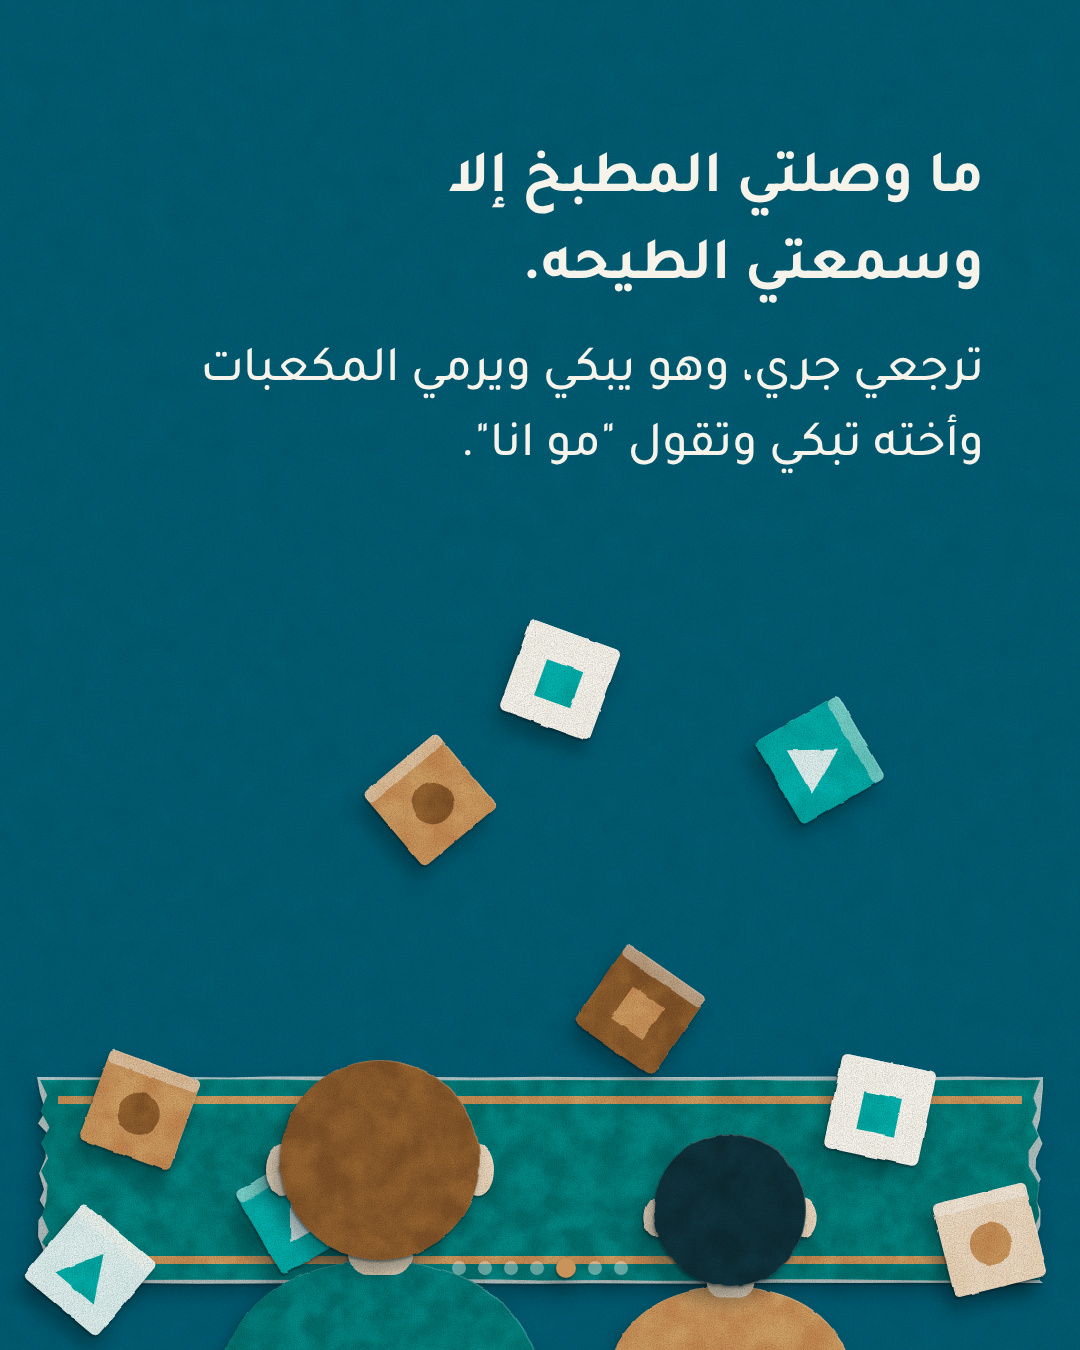 ما وصلتي المطبخ إلا
وسمعتي الطيحه.
ترجعي جري، وهو يبكي ويرمي المكعبات
وأخته تبكي وتقول "مو انا".